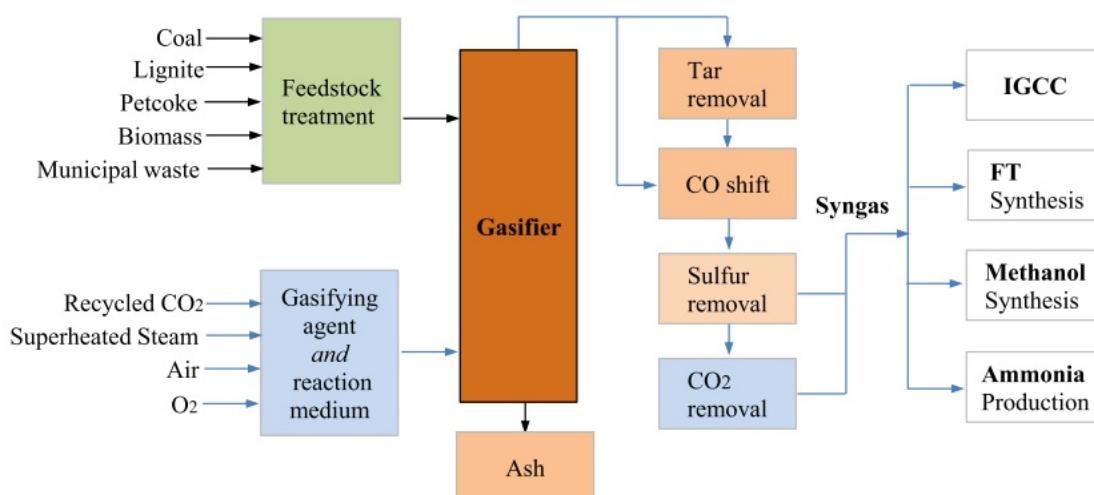 Coal
Lignite
Petcoke
Biomass
Municipal waste
Feedstock
treatment
Recycled CO2
Superheated Steam
Air
O2
Gasifying
agent
and
reaction
medium
Gasifier
Ash
Tar
removal
CO shift
Sulfur
removal
CO2
removal
Syngas
IGCC
FT
Synthesis
Methanol
Synthesis
Ammonia
Production